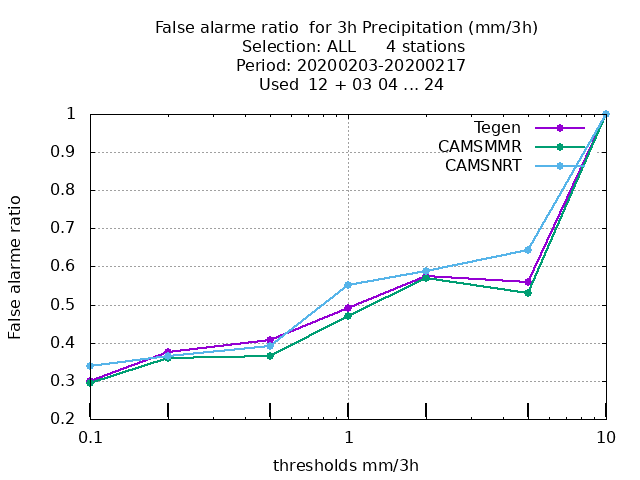 False alarme ratio  for 3h Precipitation (mm/3h)
Selection: ALL      4 stations
Period: 20200203-20200217
Used  12 + 03 04 ... 24
Tegen
CAMSMMR
CAMSNRT
1
0.9
0.8
0.7
0.6
0.5
0.4
0.3
0.2
False alarme ratio
0.1
1
10
thresholds mm/3h